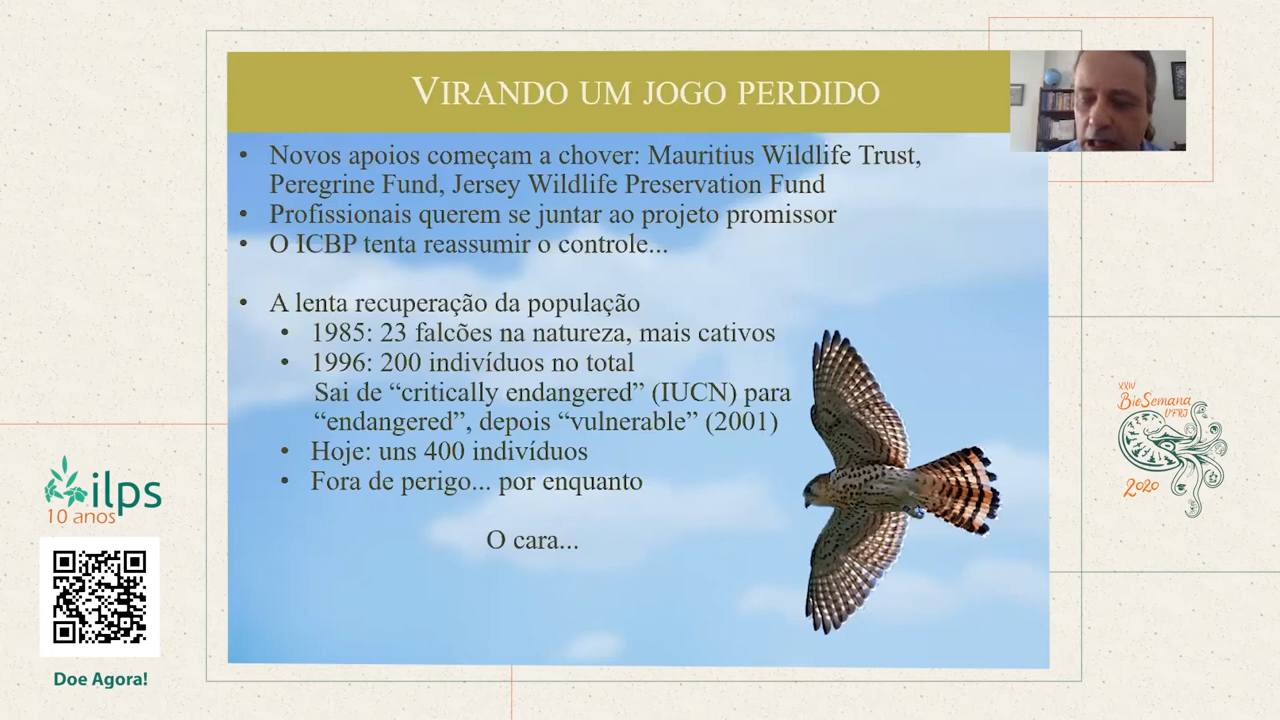 VIRANDO UM JOGO PERDIDO
• Novos apoios começam a chover: Mauritius Wildlife Trust,
Peregrine Fund, Jersey Wildlife Preservation Fund
• Profissionais querem se juntar ao projeto promissor
• O ICBP tenta reassumir o controle...
• A lenta recuperação da população
• 1985: 23 falcões na natureza, mais cativos
• 1996: 200 indivíduos no total
Sai de “critically endangered” (IUCN) para
“endangered”, depois “vulnerable” (2001)
• Hoje: uns 400 indivíduos
• Fora de perigo... por enquanto
O cara...
ilps
10 anos
Doe Agora!
XXIV
BioSemana
UFRJ
2020